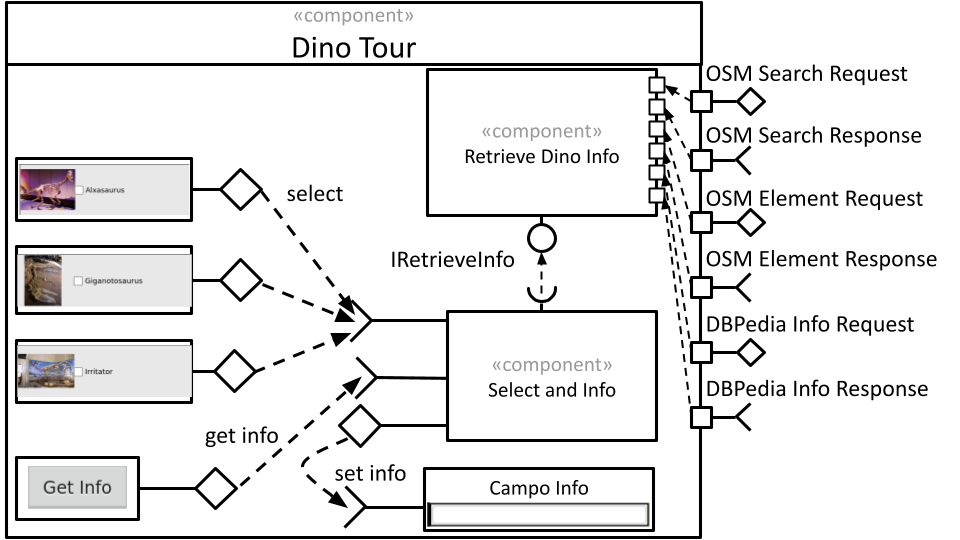 «component»
Dino Tour
OSM Search Request
«component»
Retrieve Dino Info
OSM Search Response
Alxasaurus
select
OSM Element Request
IRetrieveInfo
OSM Element Response
Giganotosaurus
DBPedia Info Request
Irritator
«component»
Select and Info
DBPedia Info Response
get info
set info
Get Info
Campo Info